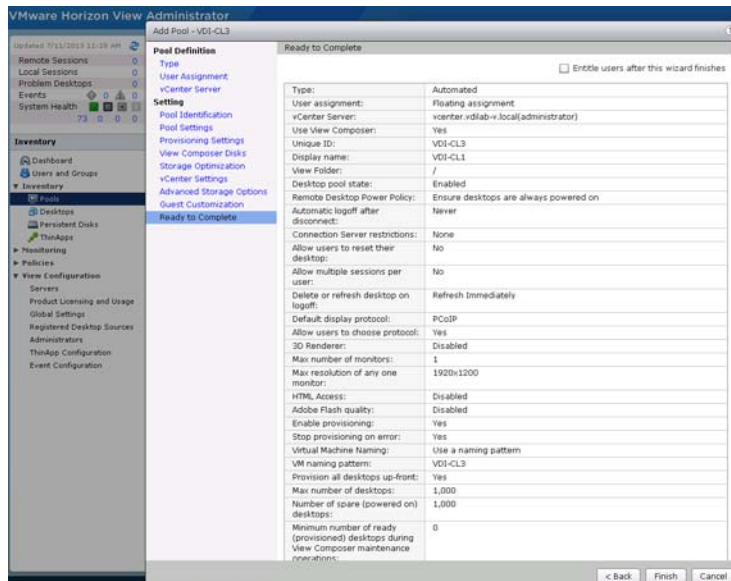 VMware Horizon View Administrator
Updated 7/11/2013 11:28 AM
Remote Sessions 0
Local Sessions 0
Problem Desktops 0
Events 0 0
System Health
73 0 0 0
Inventory
Dashboard
Users and Groups
Inventory
Pools
Desktops
Persistent Disks
ThinApps
Monitoring
Policies
View Configuration
Servers
Product Licensing and Usage
Global Settings
Registered Desktop Sources
Administrators
ThinApp Configuration
Event Configuration
Add Pool - VDI-CL3
Pool Definition
Type
User Assignment
vCenter Server
Setting
Pool Identification
Pool Settings
Provisioning Settings
View Composer Disks
Storage Optimization
vCenter Settings
Advanced Storage Options
Guest Customization
Ready to Complete
Ready to Complete
Entitle users after this wizard finishes
Type: Automated
User assignment: Floating assignment
vCenter Server: vcenter.vdilab-v.local(administrator)
Use View Composer: Yes
Unique ID: VDI-CL3
Display name: VDI-CL1
View Folder: /
Desktop pool state: Enabled
Remote Desktop Power Policy: Ensure desktops are always powered on
Automatic logoff after Never
disconnect:
Connection Server restrictions: None
Allow users to reset their No
desktop:
Allow multiple sessions per No
user:
Delete or refresh desktop on Refresh Immediately
logoff:
Default display protocol: PCoIP
Allow users to choose protocol: Yes
3D Renderer: Disabled
Max number of monitors: 1
Max resolution of any one 1920x1200
monitor:
HTML Access: Disabled
Adobe Flash quality: Disabled
Enable provisioning: Yes
Stop provisioning on error: Yes
Virtual Machine Naming: Use a naming pattern
VM naming pattern: VDI-CL3
Provision all desktops up-front: Yes
Max number of desktops: 1,000
Number of spare (powered on) 1,000
desktops:
Minimum number of ready 0
(provisioned) desktops during
View Composer maintenance
operations:
< Back Finish Cancel